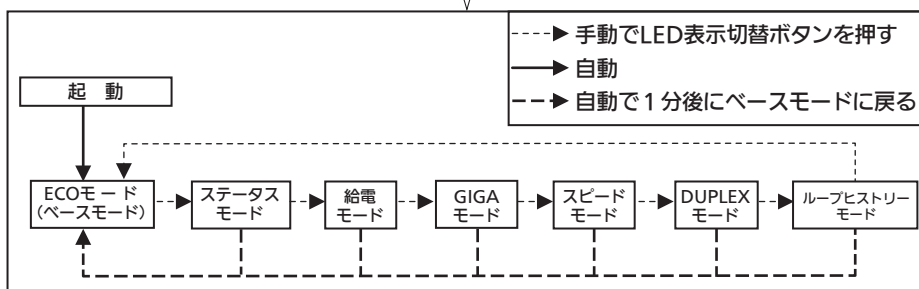 手動でLED表示切替ボタンを押す
自動
自動で１分後にベースモードに戻る
起　動
ECOモード
（ベースモード）
ステータス
モード
給電
モード
GIGA
モード
スピード
モード
DUPLEX
モード
ループヒストリー
モード